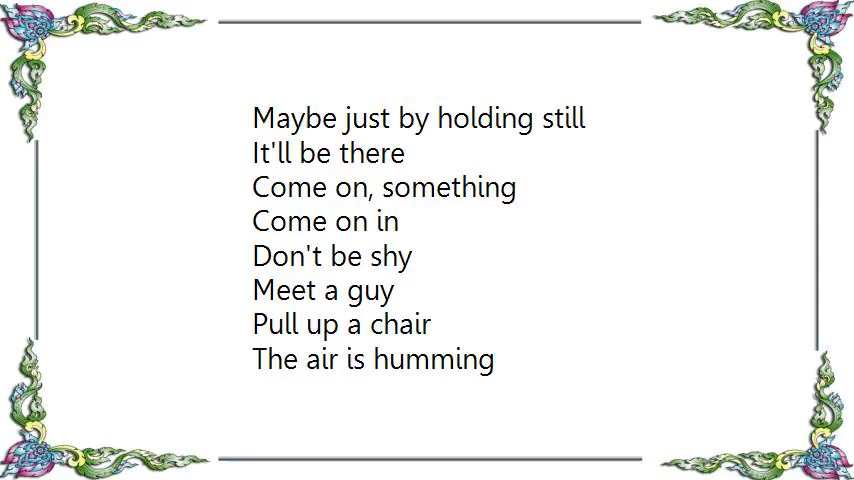 Maybe just by holding still
It'll be there
Come on, something
Come on in
Don't be shy
Meet a guy
Pull up a chair
The air is humming